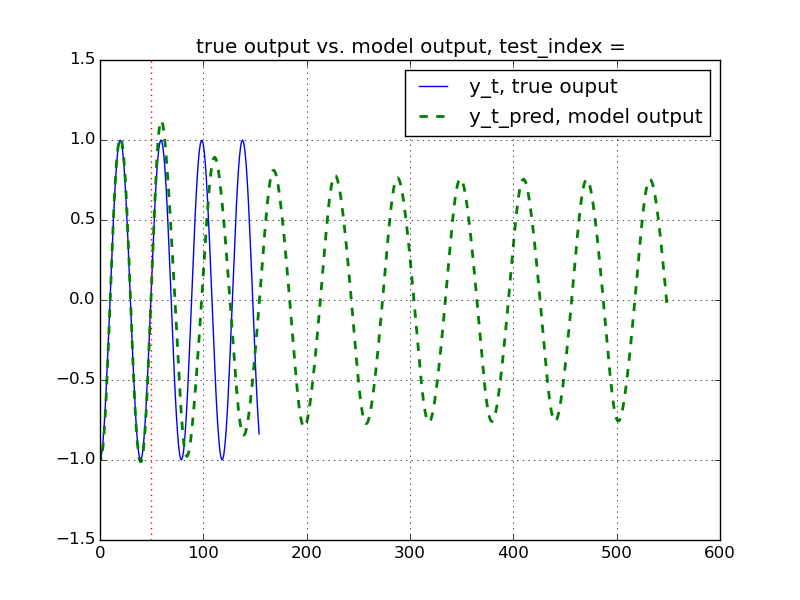 true output vs. model output, test_index =
y_t, true ouput
y_t_pred, model output
1.5
1.0
0.5
0.0
−0.5
−1.0
−1.5
0 100 200 300 400 500 600